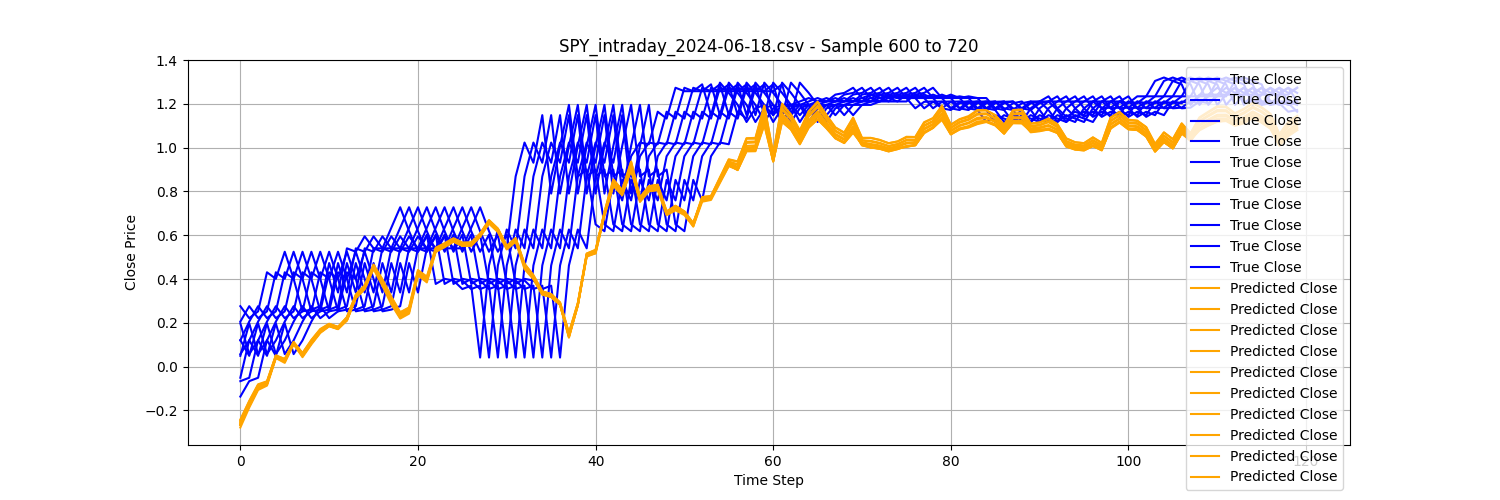 SPY_intraday_2024-06-18.csv - Sample 600 to 720
Close Price
1.4
1.2
1.0
0.8
0.6
0.4
0.2
0.0
−0.2
0
20
40
60
80
100
120
Time Step
True Close
True Close
True Close
True Close
True Close
True Close
True Close
True Close
True Close
True Close
Predicted Close
Predicted Close
Predicted Close
Predicted Close
Predicted Close
Predicted Close
Predicted Close
Predicted Close
Predicted Close
Predicted Close